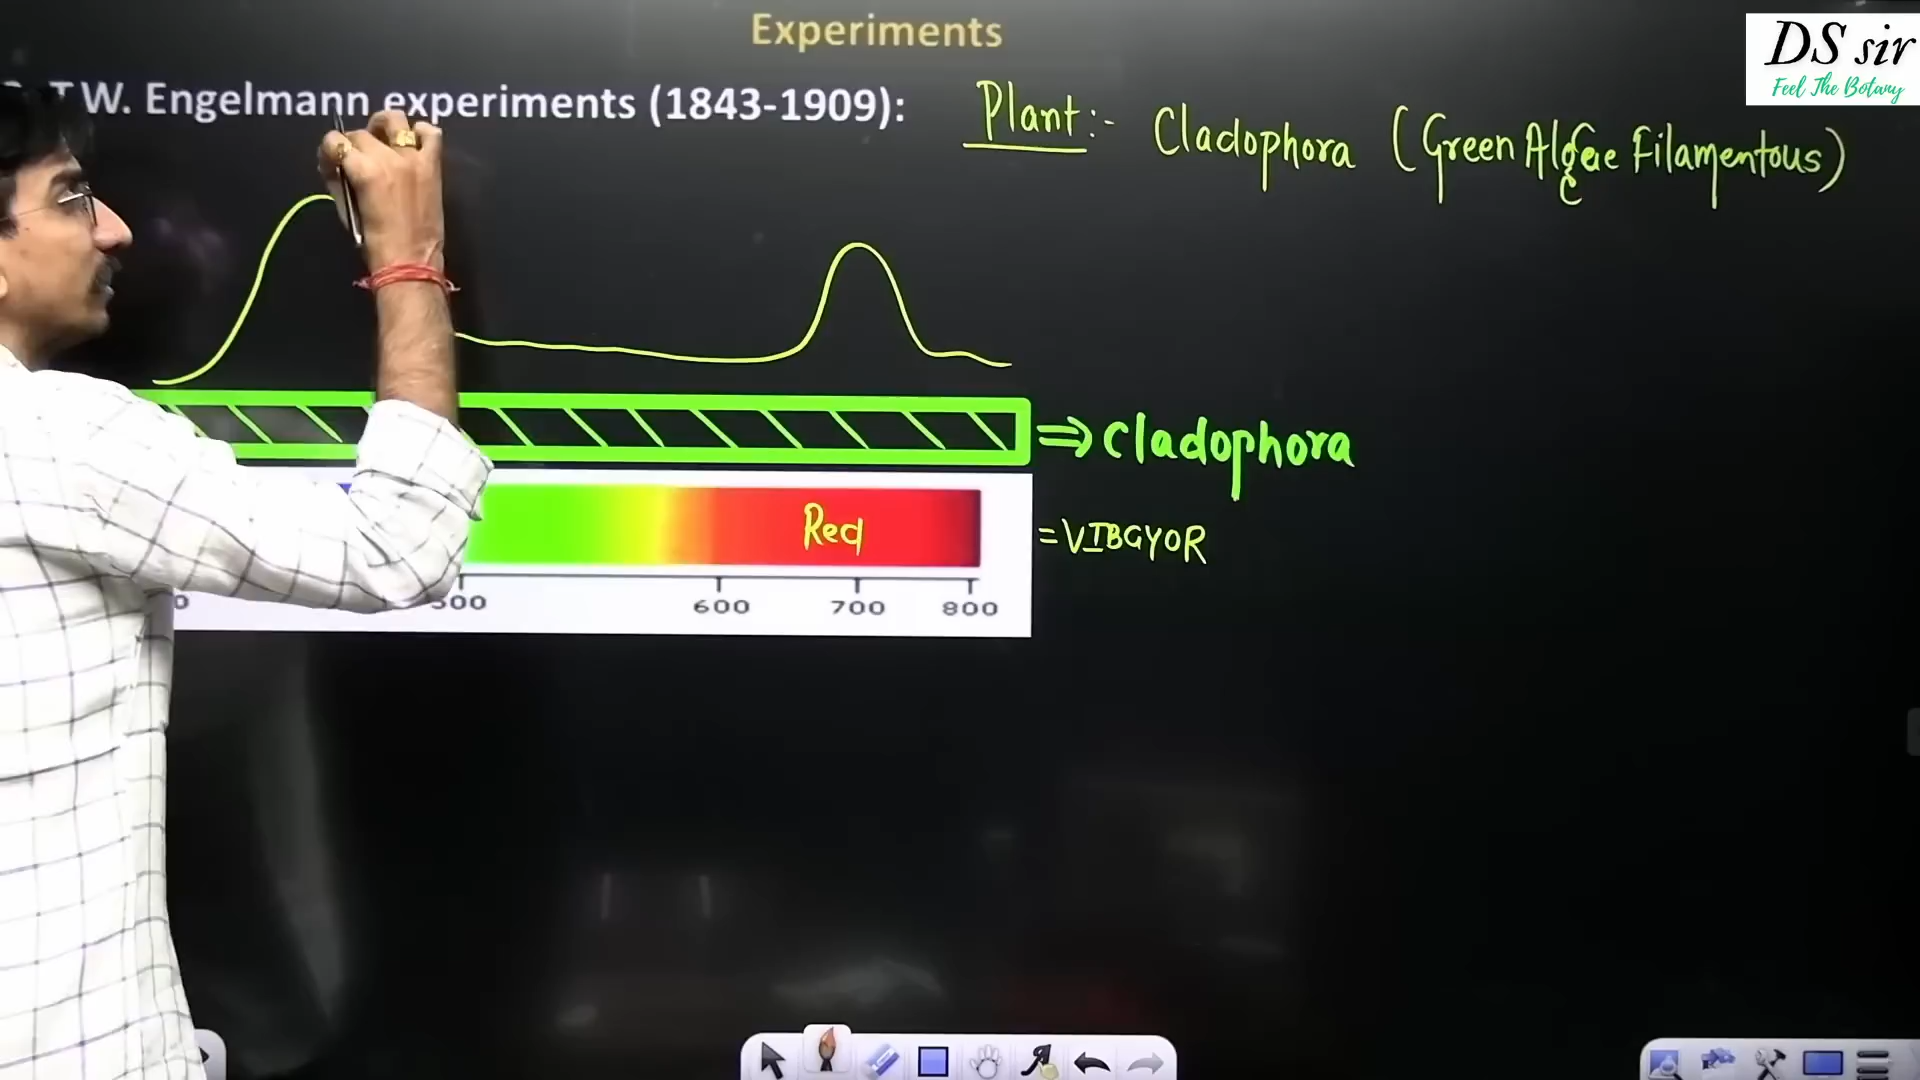 Experiments
DS sir
Feel The Botany
T.W. Engelmann experiments (1843-1909):
Plant:- Cladophora (Green Algae Filamentous)
⇒ Cladophora
Red
= VIBGYOR
500 600 700 800